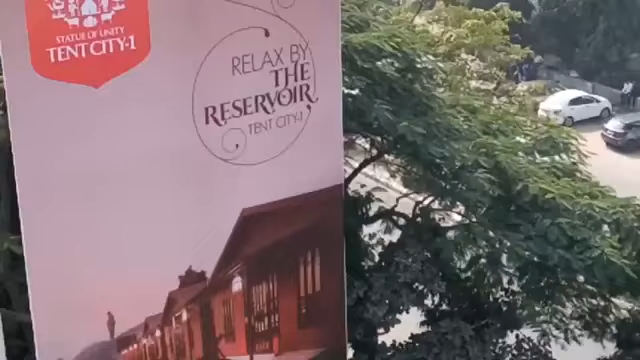 STATUE OF UNITY
TENT CITY-1
RELAX BY
THE
RESERVOIR
TENT CITY-1